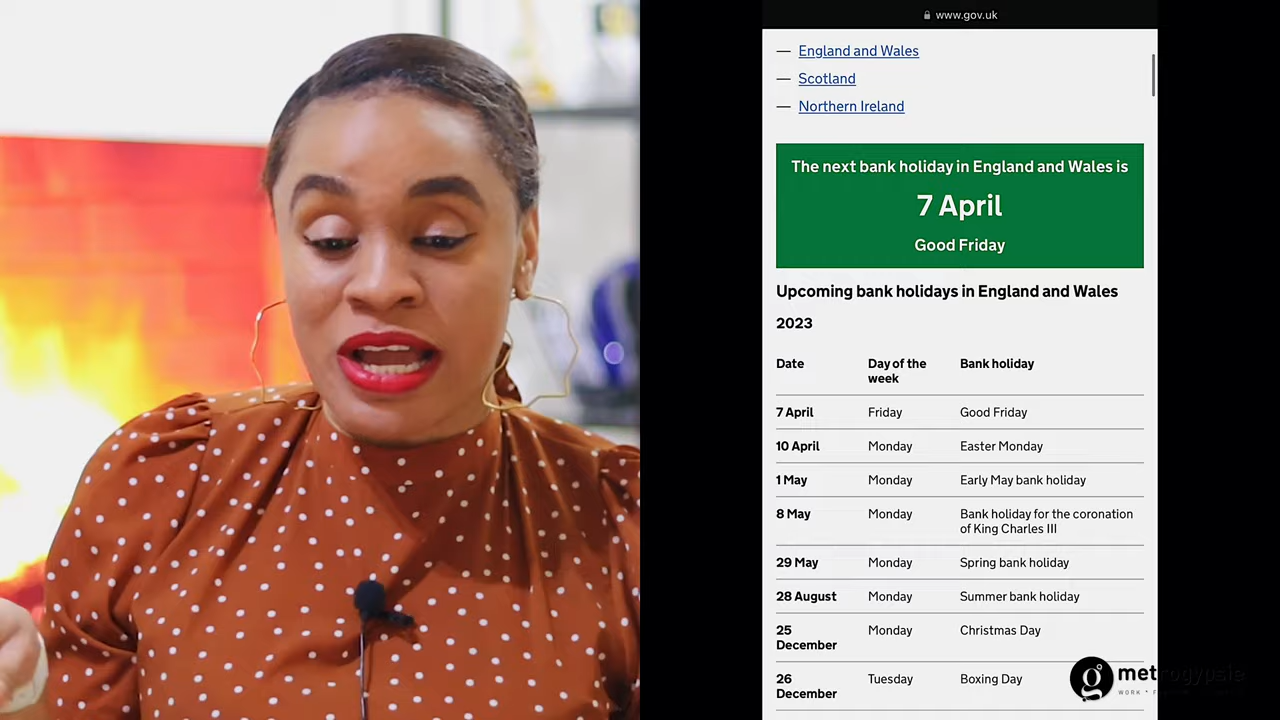 www.gov.uk
— England and Wales
— Scotland
— Northern Ireland
The next bank holiday in England and Wales is
7 April
Good Friday
Upcoming bank holidays in England and Wales
2023
Date Day of the week Bank holiday
7 April Friday Good Friday
10 April Monday Easter Monday
1 May Monday Early May bank holiday
8 May Monday Bank holiday for the coronation
of King Charles III
29 May Monday Spring bank holiday
28 August Monday Summer bank holiday
25 Monday Christmas Day
December
26 Tuesday Boxing Day
December
metrogypsie
WORK